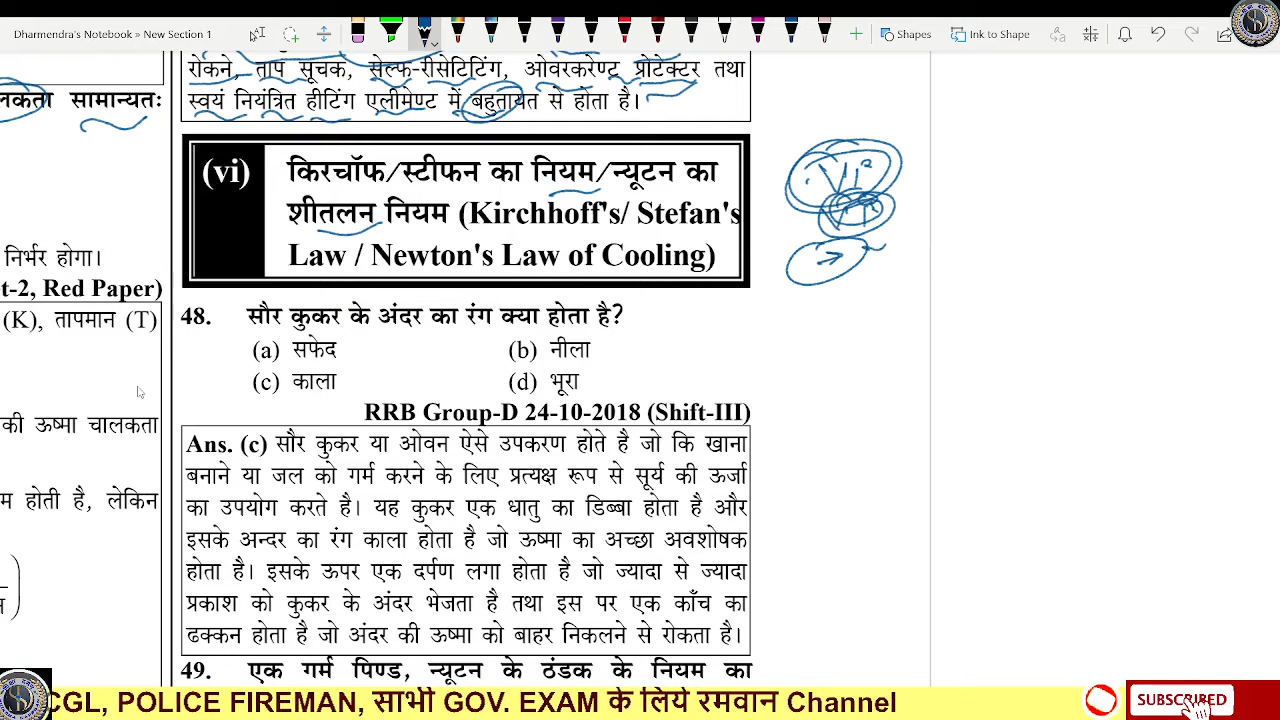 Dharmendra's Notebook » New Section 1
Shapes
Ink to Shape
रोकने, ताप सूचक, सेल्फ-रीसेटिटिंग, ओवरकरेण्ट प्रोटेक्टर तथा
स्वयं नियंत्रित हीटिंग एलीमेण्ट में बहुतायत से होता है।
लकता सामान्यतः
निर्भर होगा।
t-2, Red Paper)
(K), तापमान (T)
की ऊष्मा चालकता
म होती है, लेकिन
(vi) किरचॉफ/स्टीफन का नियम/न्यूटन का
शीतलन नियम (Kirchhoff's/ Stefan's
Law / Newton's Law of Cooling)
48. सौर कुकर के अंदर का रंग क्या होता है?
(a) सफेद (b) नीला
(c) काला (d) भूरा
RRB Group-D 24-10-2018 (Shift-III)
Ans. (c) सौर कुकर या ओवन ऐसे उपकरण होते है जो कि खाना
बनाने या जल को गर्म करने के लिए प्रत्यक्ष रूप से सूर्य की ऊर्जा
का उपयोग करते है। यह कुकर एक धातु का डिब्बा होता है और
इसके अन्दर का रंग काला होता है जो ऊष्मा का अच्छा अवशोषक
होता है। इसके ऊपर एक दर्पण लगा होता है जो ज्यादा से ज्यादा
प्रकाश को कुकर के अंदर भेजता है तथा इस पर एक काँच का
ढक्कन होता है जो अंदर की ऊष्मा को बाहर निकलने से रोकता है।
49. एक गर्म पिण्ड, न्यूटन के ठंडक के नियम का
CGL, POLICE FIREMAN, साभी GOV. EXAM के लिये रमवान Channel
SUBSCRIBED